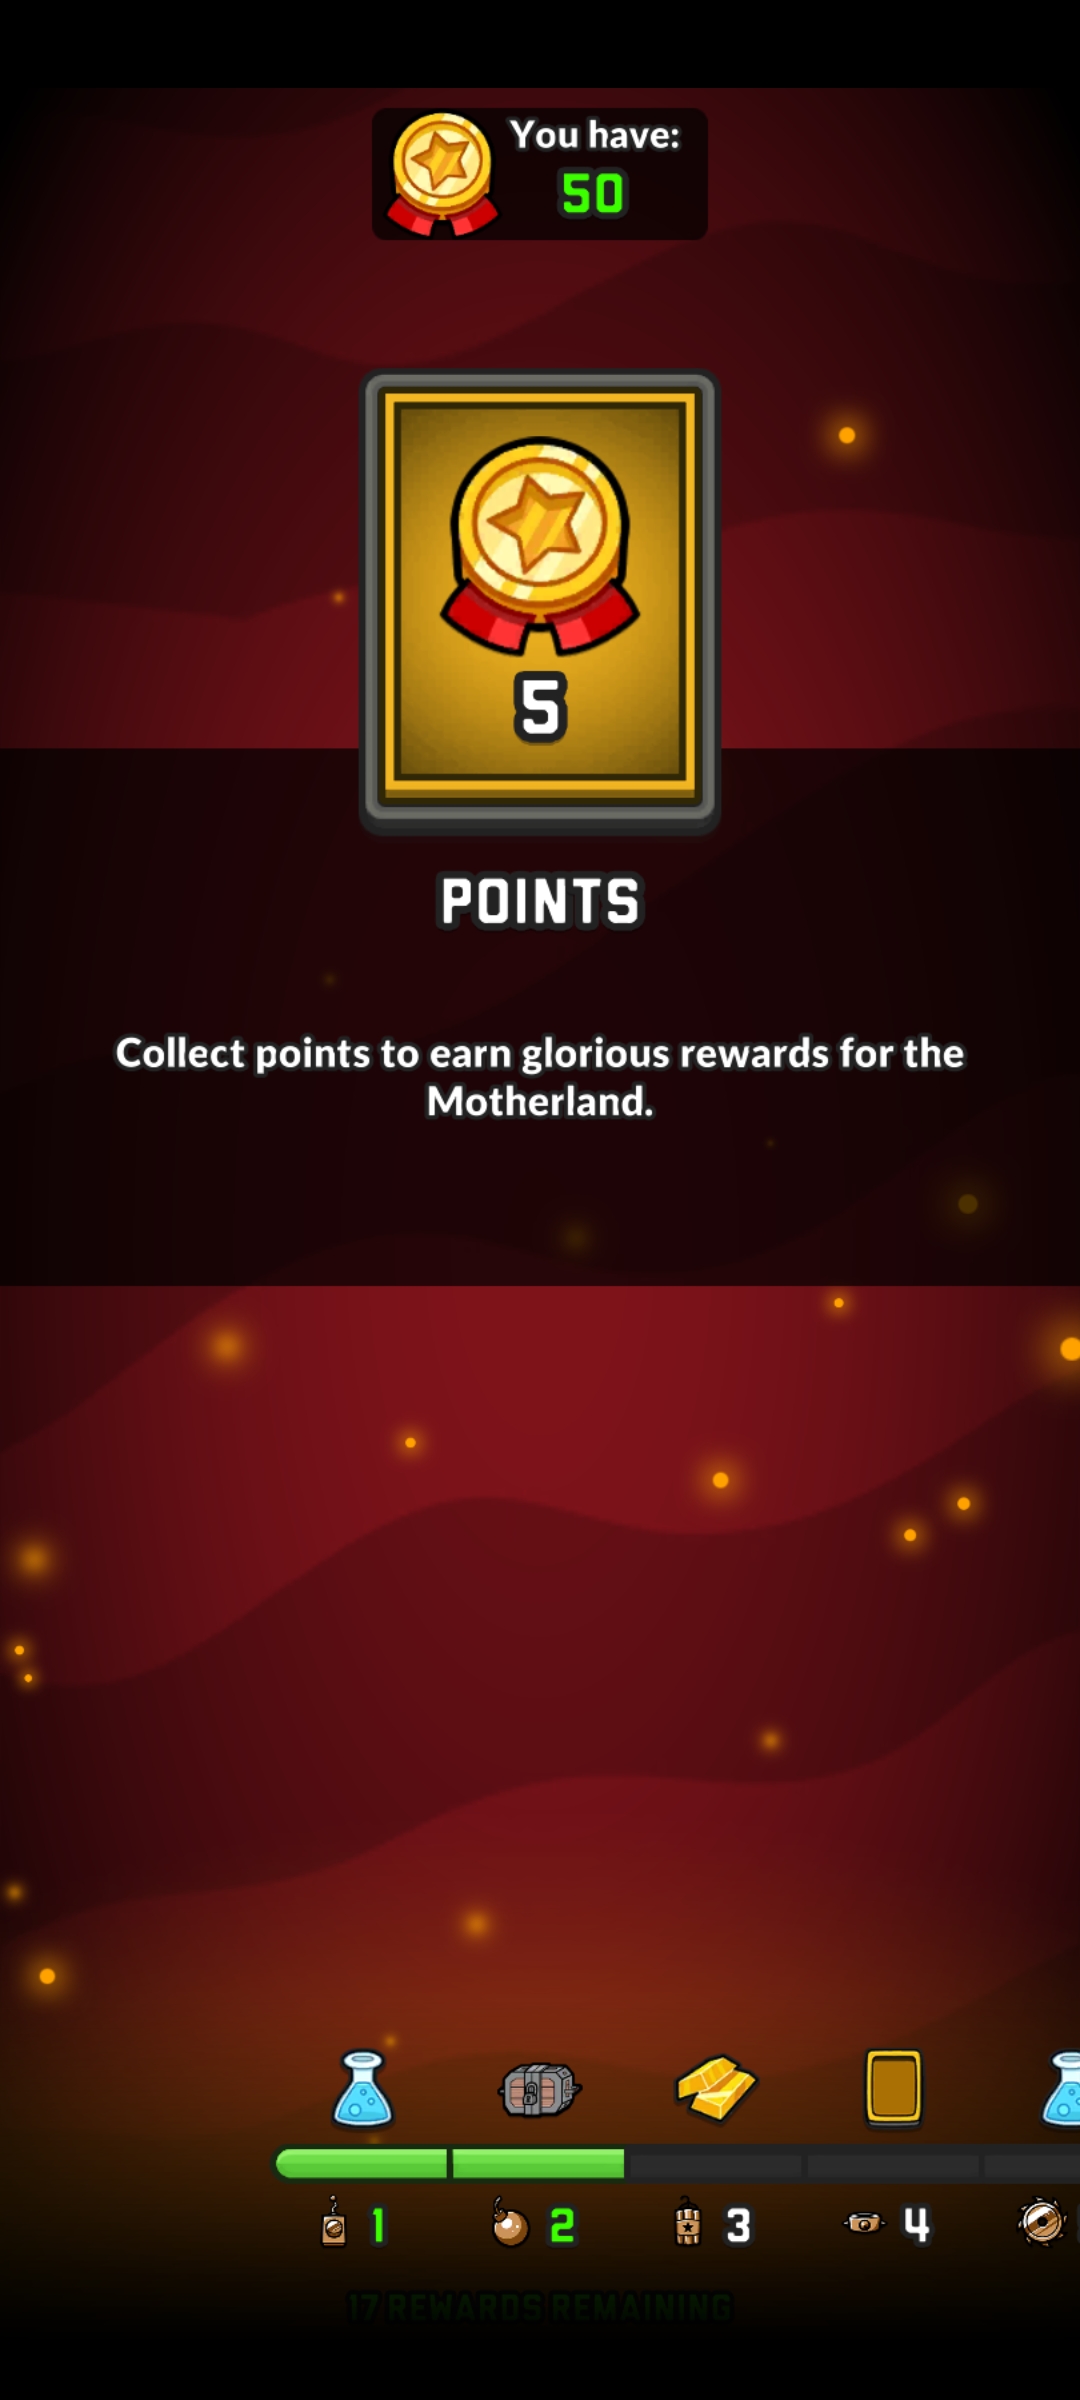 You have:
50
5
POINTS
Collect points to earn glorious rewards for the
Motherland.
1 2 3 4
17 REWARDS REMAINING